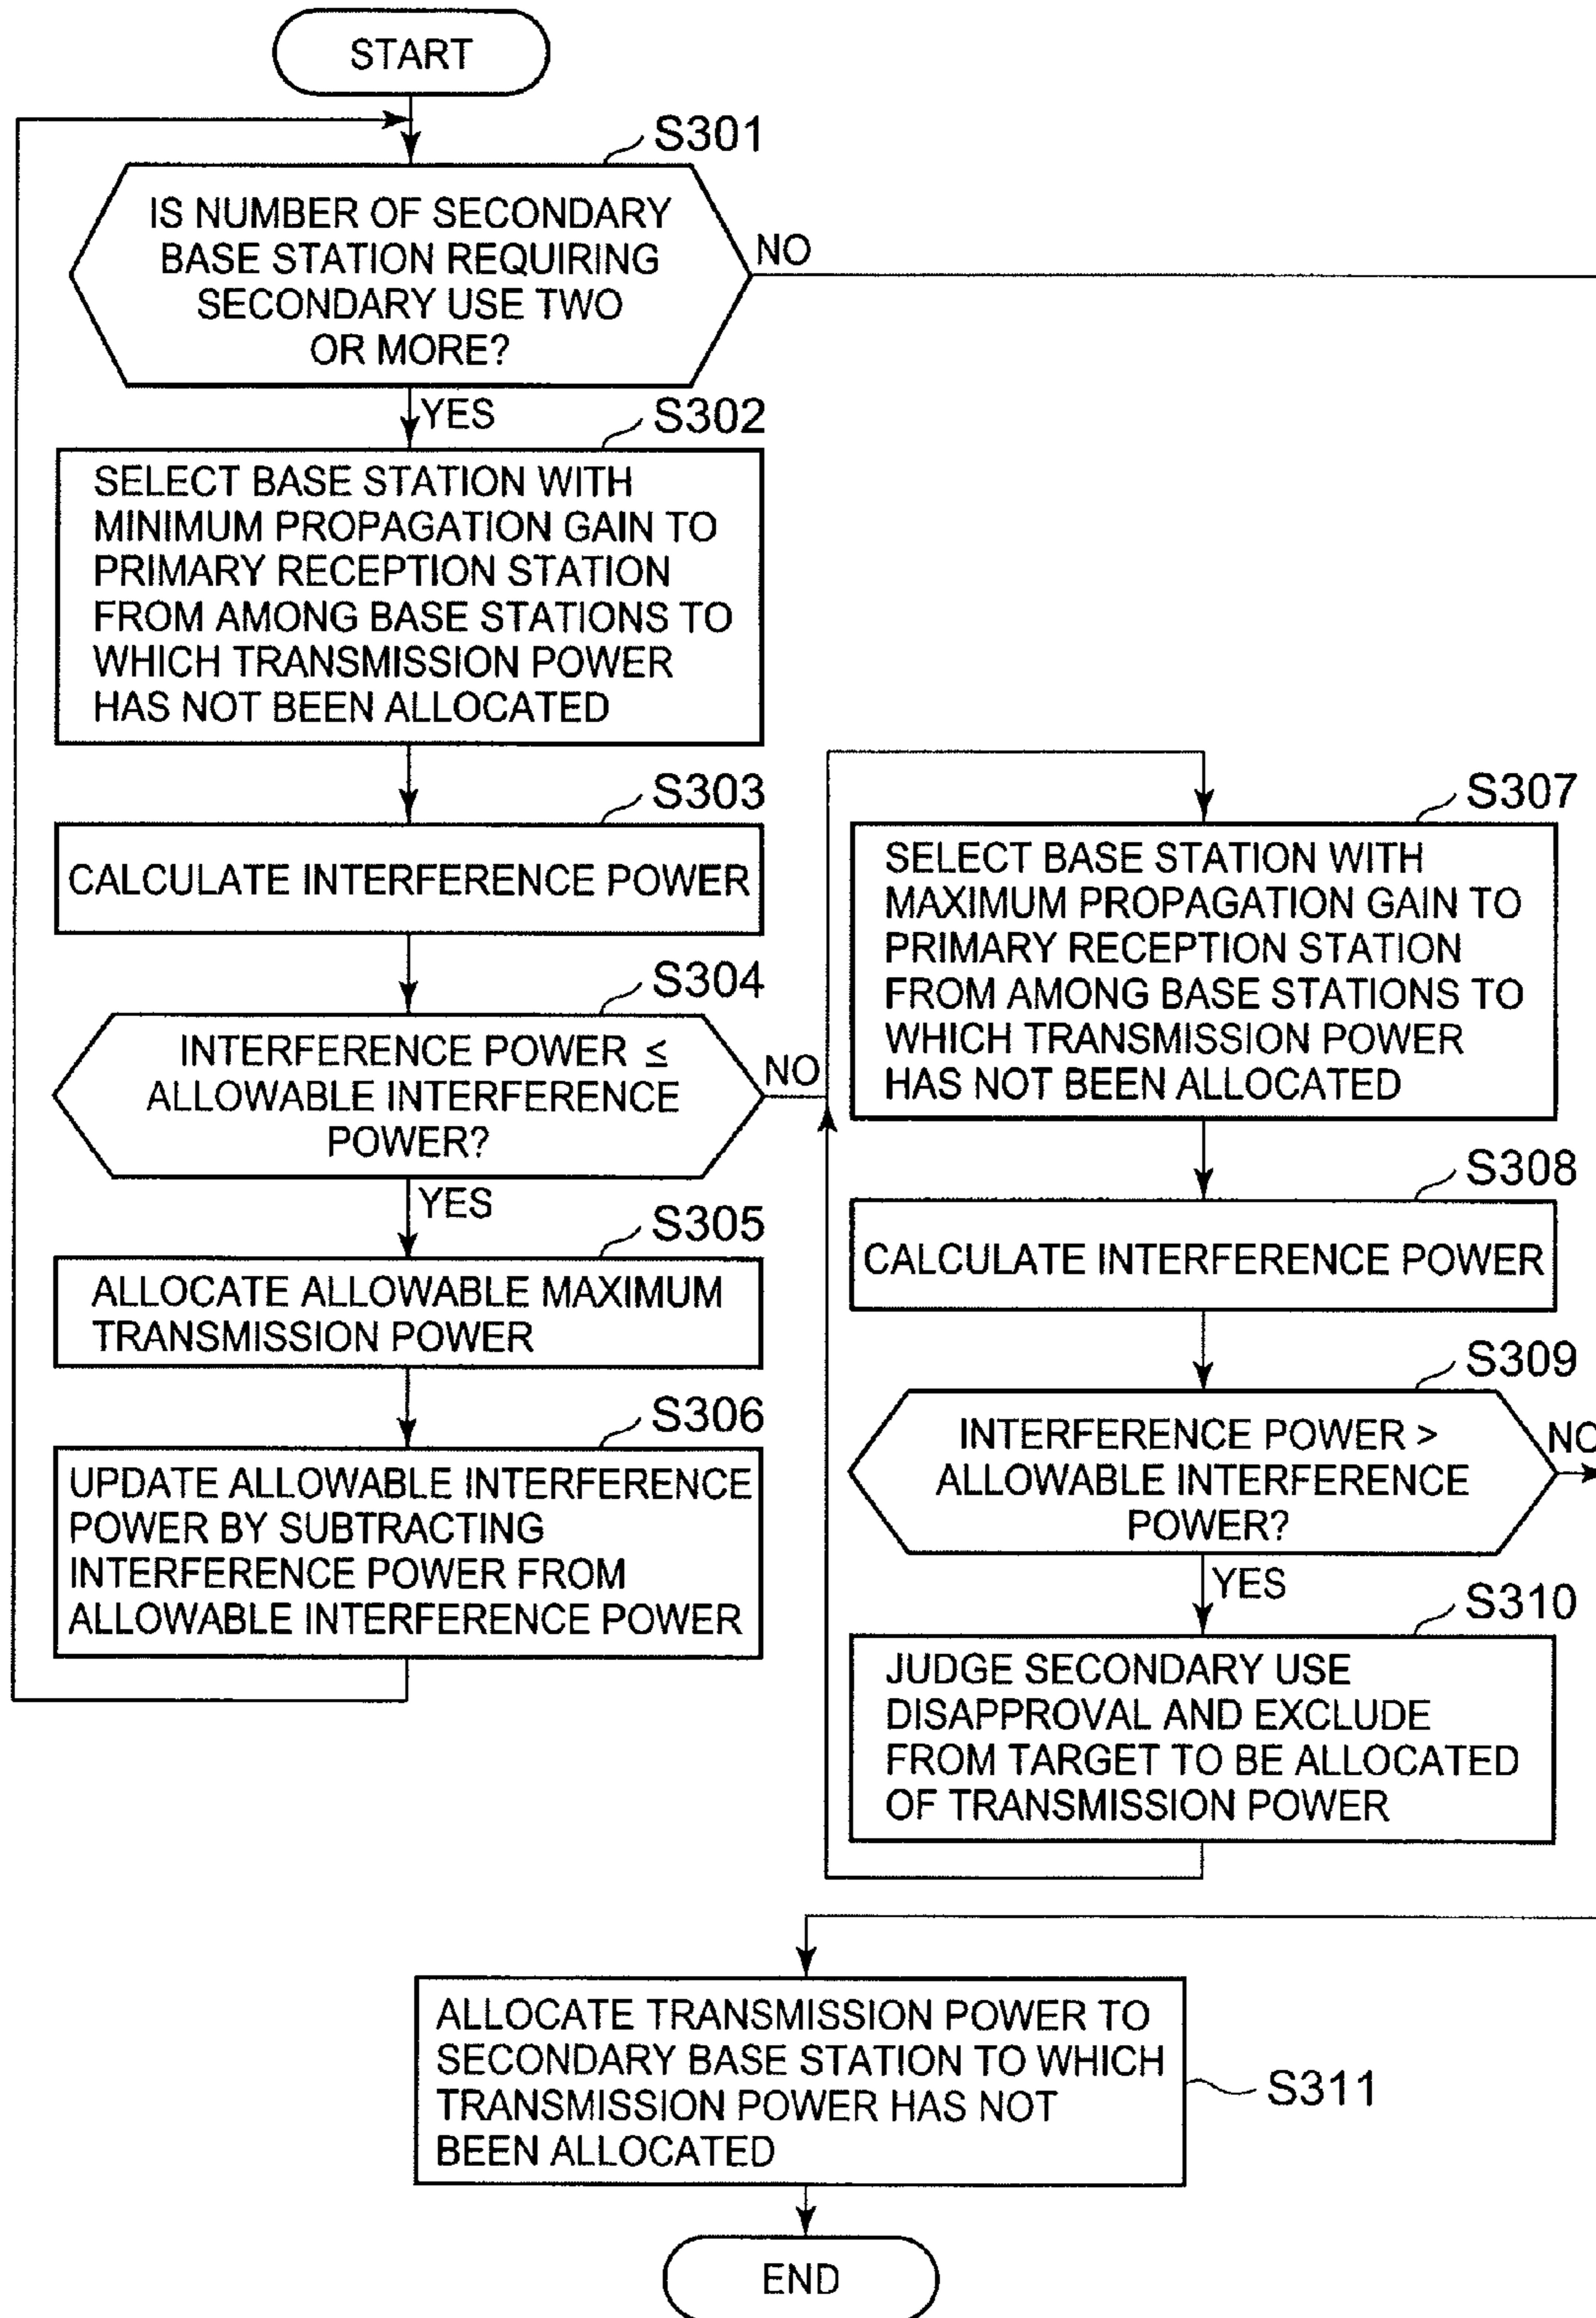 START
S301
IS NUMBER OF SECONDARY
BASE STATION REQUIRING
SECONDARY USE TWO
OR MORE?
NO
YES
S302
SELECT BASE STATION WITH
MINIMUM PROPAGATION GAIN TO
PRIMARY RECEPTION STATION
FROM AMONG BASE STATIONS TO
WHICH TRANSMISSION POWER
HAS NOT BEEN ALLOCATED
S303
CALCULATE INTERFERENCE POWER
S304
INTERFERENCE POWER ≤
ALLOWABLE INTERFERENCE
POWER?
NO
YES
S305
ALLOCATE ALLOWABLE MAXIMUM
TRANSMISSION POWER
S306
UPDATE ALLOWABLE INTERFERENCE
POWER BY SUBTRACTING
INTERFERENCE POWER FROM
ALLOWABLE INTERFERENCE POWER
S307
SELECT BASE STATION WITH
MAXIMUM PROPAGATION GAIN TO
PRIMARY RECEPTION STATION
FROM AMONG BASE STATIONS TO
WHICH TRANSMISSION POWER
HAS NOT BEEN ALLOCATED
S308
CALCULATE INTERFERENCE POWER
S309
INTERFERENCE POWER >
ALLOWABLE INTERFERENCE
POWER?
NO
YES
S310
JUDGE SECONDARY USE
DISAPPROVAL AND EXCLUDE
FROM TARGET TO BE ALLOCATED
OF TRANSMISSION POWER
ALLOCATE TRANSMISSION POWER TO
SECONDARY BASE STATION TO WHICH
TRANSMISSION POWER HAS NOT
BEEN ALLOCATED
S311
END